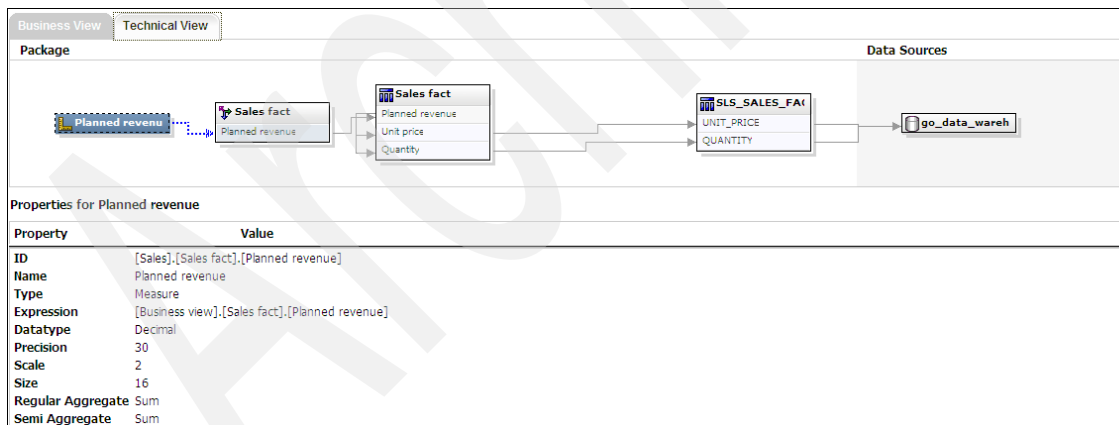 Business View Technical View
Package Data Sources
Planned revenu
Sales fact
Planned revenue
Sales fact
Planned revenue
Unit price
Quantity
SLS_SALES_FA
UNIT_PRICE
QUANTITY
go_data_wareh
Properties for Planned revenue
Property Value
ID [Sales].[Sales fact].[Planned revenue]
Name Planned revenue
Type Measure
Expression [Business view].[Sales fact].[Planned revenue]
Datatype Decimal
Precision 30
Scale 2
Size 16
Regular Aggregate Sum
Semi Aggregate Sum